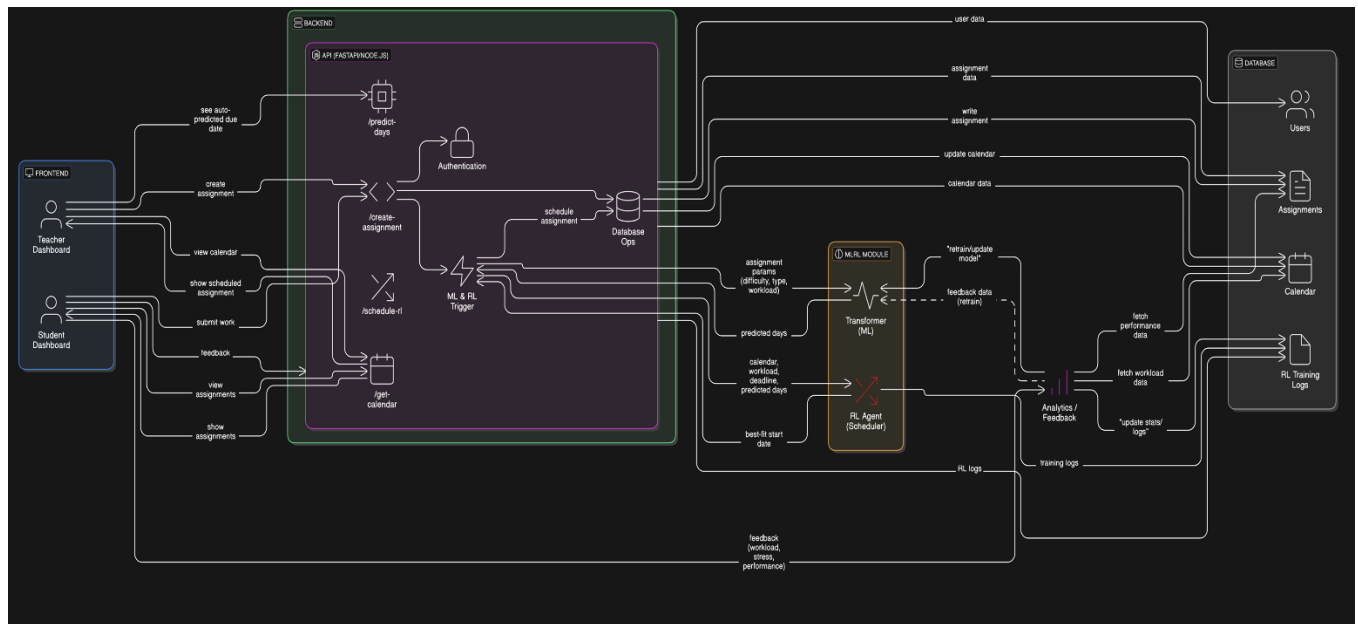 BACKEND
API [FASTAPI/NODE.JS]
/predict-
days
Authentication
/create-
assignment
ML & RL
Trigger
/schedule-rl
/get-
calendar
Database
Ops
schedule
assignment
FRONTEND
Teacher
Dashboard
Student
Dashboard
see auto-
predicted due
date
create
assignment
view calendar
show scheduled
assignment
submit work
feedback
view
assignments
show
assignments
user data
assignment
data
write
assignment
update calendar
calendar data
assignment
params
(difficulty, type,
workload)
predicted days
calendar,
workload,
deadline,
predicted days
best-fit start
date
MLRL MODULE
Transformer
(ML)
RL Agent
(Scheduler)
"retrain/update
model"
feedback data
(retrain)
Analytics /
Feedback
fetch
performance
data
fetch workload
data
"update stats/
logs"
training logs
RL logs
feedback
(workload,
stress,
performance)
DATABASE
Users
Assignments
Calendar
RL Training
Logs